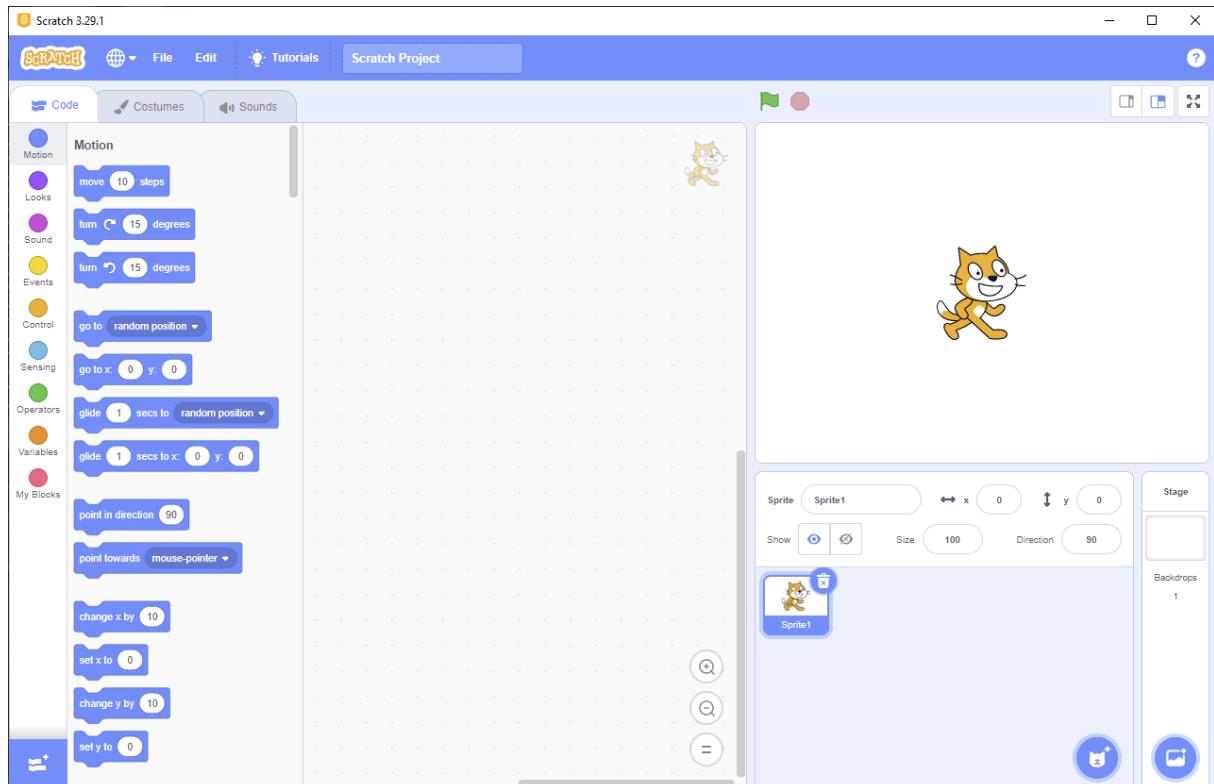 Scratch 3.29.1
SCRATCH File Edit Tutorials Scratch Project ?
Code Costumes Sounds
Motion
Looks
Sound
Events
Control
Sensing
Operators
Variables
My Blocks
Motion
move 10 steps
turn 15 degrees
turn 15 degrees
go to random position
go to x: 0 y: 0
glide 1 secs to random position
glide 1 secs to x: 0 y: 0
point in direction 90
point towards mouse-pointer
change x by 10
set x to 0
change y by 10
set y to 0
Sprite Sprite1 x 0 y 0
Show Size 100 Direction 90
Sprite1
Stage
Backdrops
1